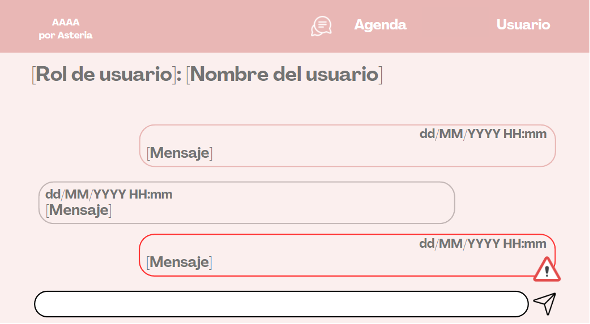 AAAA
por Asteria
Agenda
Usuario
[Rol de usuario]: [Nombre del usuario]
dd/MM/YYYY HH:mm
[Mensaje]
dd/MM/YYYY HH:mm
[Mensaje]
dd/MM/YYYY HH:mm
[Mensaje]
!